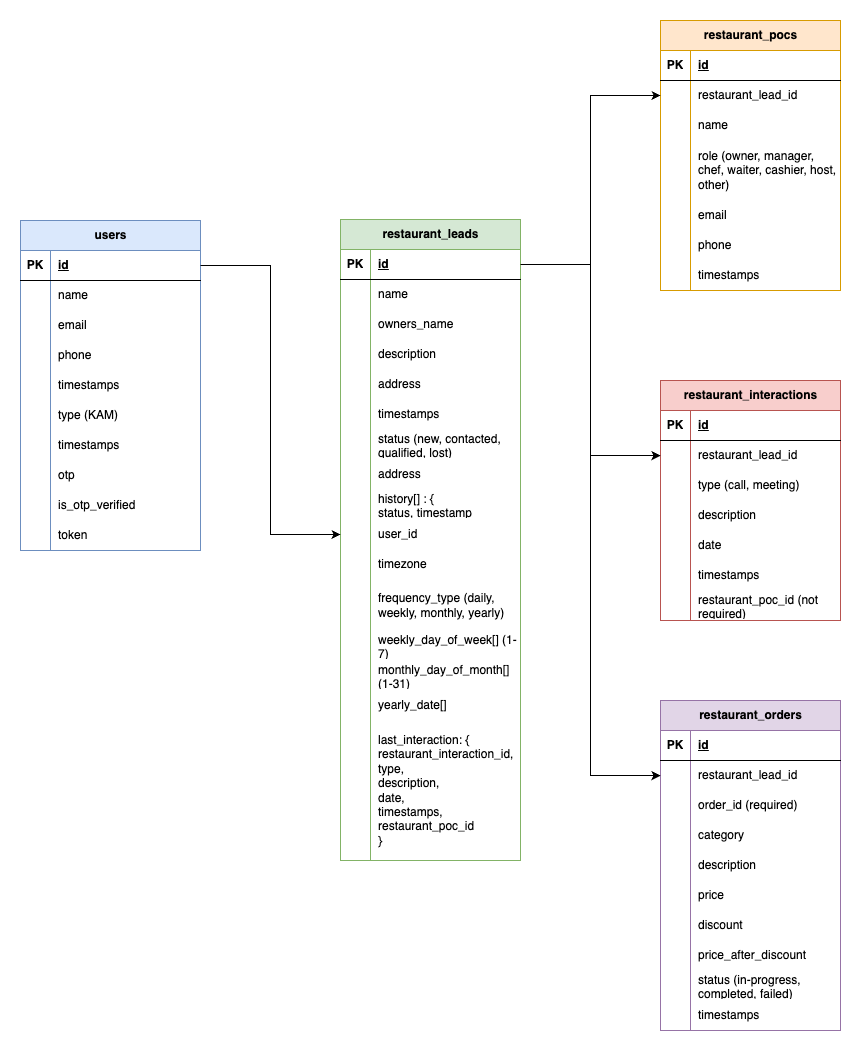 users
PK id
name
email
phone
timestamps
type (KAM)
timestamps
otp
is_otp_verified
token
restaurant_leads
PK id
name
owners_name
description
address
timestamps
status (new, contacted,
qualified, lost)
address
history[] : {
status, timestamp
user_id
timezone
frequency_type (daily,
weekly, monthly, yearly)
weekly_day_of_week[] (1-
7)
monthly_day_of_month[]
(1-31)
yearly_date[]
last_interaction: {
restaurant_interaction_id,
type,
description,
date,
timestamps,
restaurant_poc_id
}
restaurant_pocs
PK id
restaurant_lead_id
name
role (owner, manager,
chef, waiter, cashier, host,
other)
email
phone
timestamps
restaurant_interactions
PK id
restaurant_lead_id
type (call, meeting)
description
date
timestamps
restaurant_poc_id (not
required)
restaurant_orders
PK id
restaurant_lead_id
order_id (required)
category
description
price
discount
price_after_discount
status (in-progress,
completed, failed)
timestamps